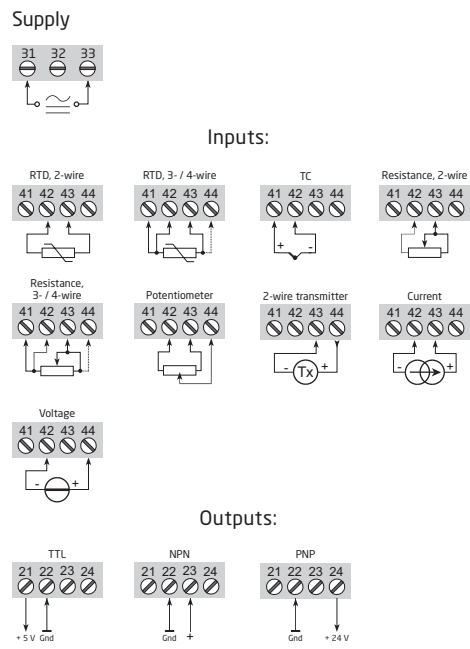 Supply
31 32 33
Inputs:
RTD, 2-wire
41 42 43 44
RTD, 3- / 4-wire
41 42 43 44
TC
41 42 43 44
+ -
Resistance, 2-wire
41 42 43 44
Resistance,
3- / 4-wire
41 42 43 44
Potentiometer
41 42 43 44
2-wire transmitter
41 42 43 44
- Tx +
Current
41 42 43 44
- +
Voltage
41 42 43 44
- +
Outputs:
TTL
21 22 23 24
+ 5 V Gnd
NPN
21 22 23 24
Gnd +
PNP
21 22 23 24
Gnd + 24 V